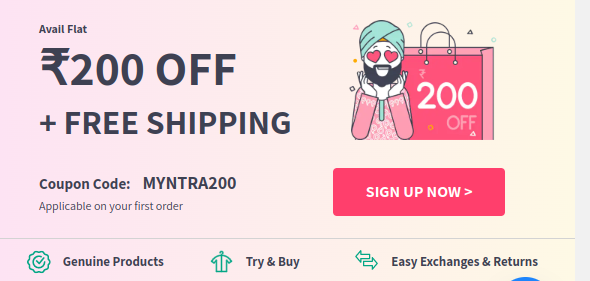 Avail Flat
₹200 OFF
+ FREE SHIPPING
Coupon Code: MYNTRA200
Applicable on your first order
₹
200
OFF
SIGN UP NOW >
Genuine Products
Try & Buy
Easy Exchanges & Returns